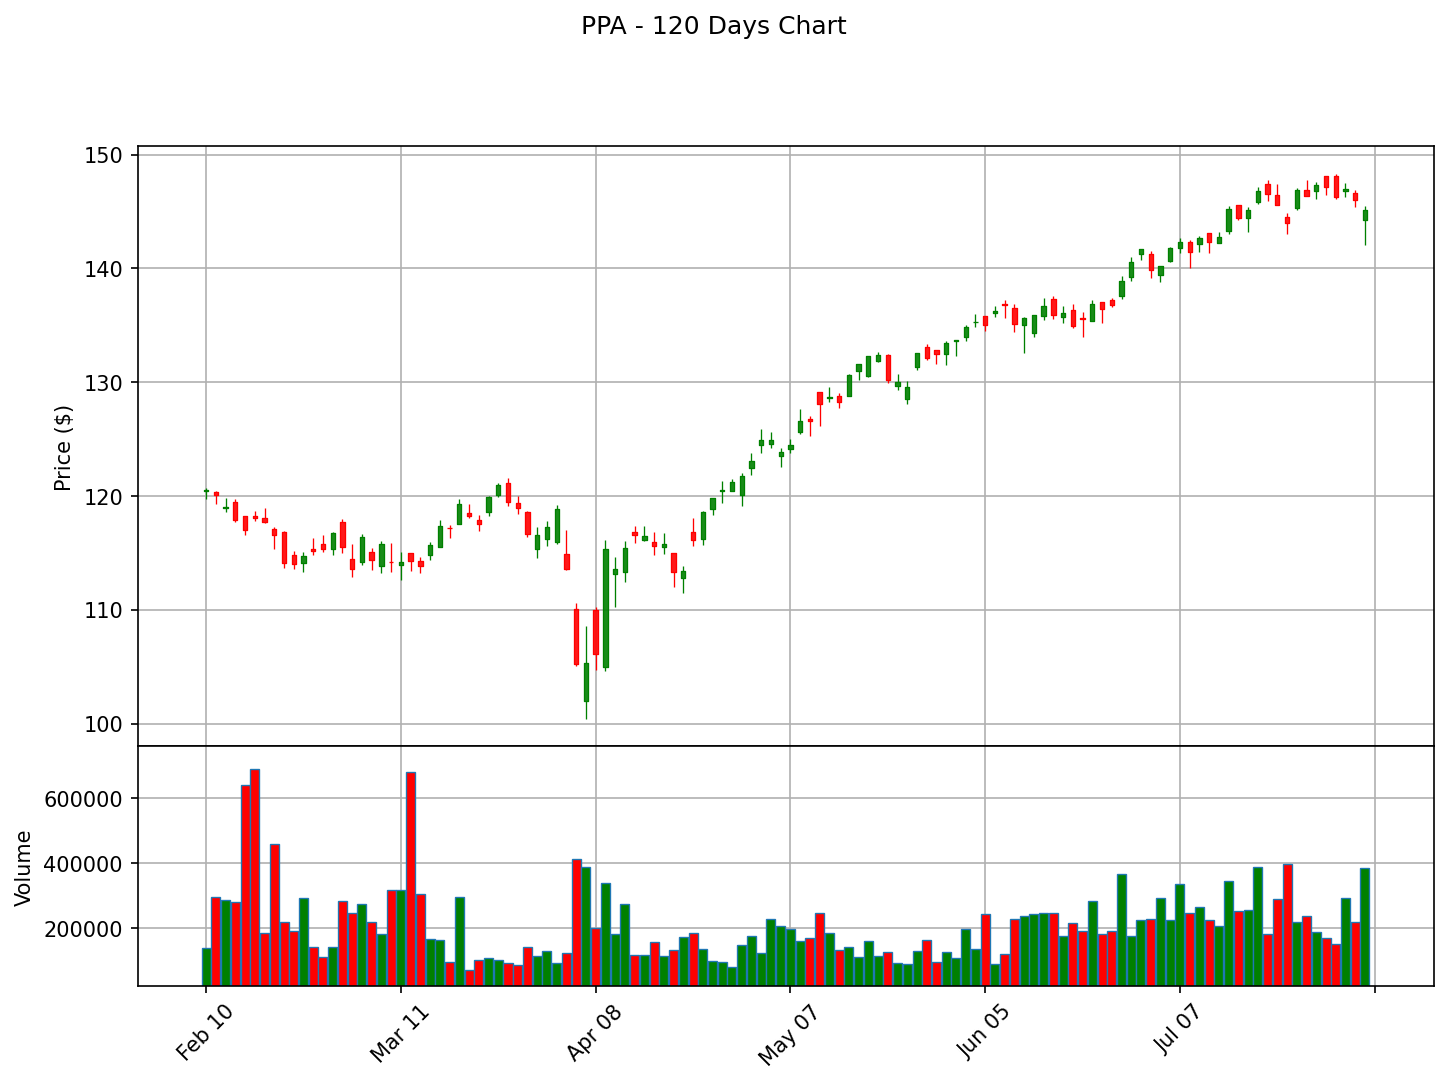 PPA - 120 Days Chart
150
140
130
120
110
100
Price ($)
600000
400000
200000
Volume
Feb 10
Mar 11
Apr 08
May 07
Jun 05
Jul 07